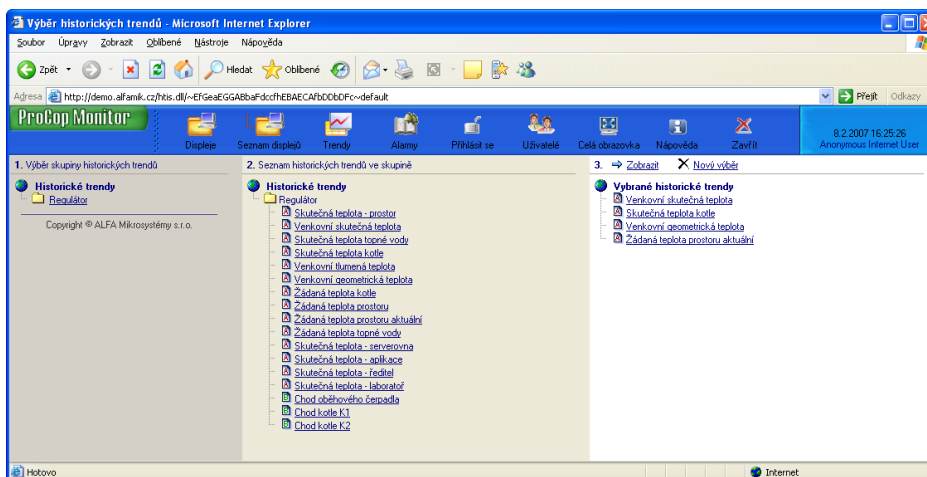 Výběr historických trendů - Microsoft Internet Explorer
Soubor Úpravy Zobrazit Oblíbené Nástroje Nápověda
Zpět Hledat Oblíbené
Adresa http://demo.alfamik.cz/htis.dll/~EfGeaEGGABbaFdccfhEBAECAfbDDbDFc~default Přejít Odkazy
ProCop Monitor
Displeje Seznam displejů Trendy Alarmy Přihlásit se Uživatelé Celá obrazovka Nápověda Zavřít
8.2.2007 16:25:26
Anonymous Internet User
1. Výběr skupiny historických trendů
Historické trendy
Regulátor
Copyright © ALFA Mikrosystémy s.r.o.
2. Seznam historických trendů ve skupině
Historické trendy
Regulátor
Skutečná teplota - prostor
Venkovní skutečná teplota
Skutečná teplota topné vody
Skutečná teplota kotle
Venkovní tlumená teplota
Venkovní geometrická teplota
Žádaná teplota kotle
Žádaná teplota prostoru
Žádaná teplota prostoru aktuální
Žádaná teplota topné vody
Skutečná teplota - serverovna
Skutečná teplota - aplikace
Skutečná teplota - ředitel
Skutečná teplota - laboratoř
Chod oběhového čerpadla
Chod kotle K1
Chod kotle K2
3. Zobrazit Nový výběr
Vybrané historické trendy
Venkovní skutečná teplota
Skutečná teplota kotle
Venkovní geometrická teplota
Žádaná teplota prostoru aktuální
Hotovo Internet